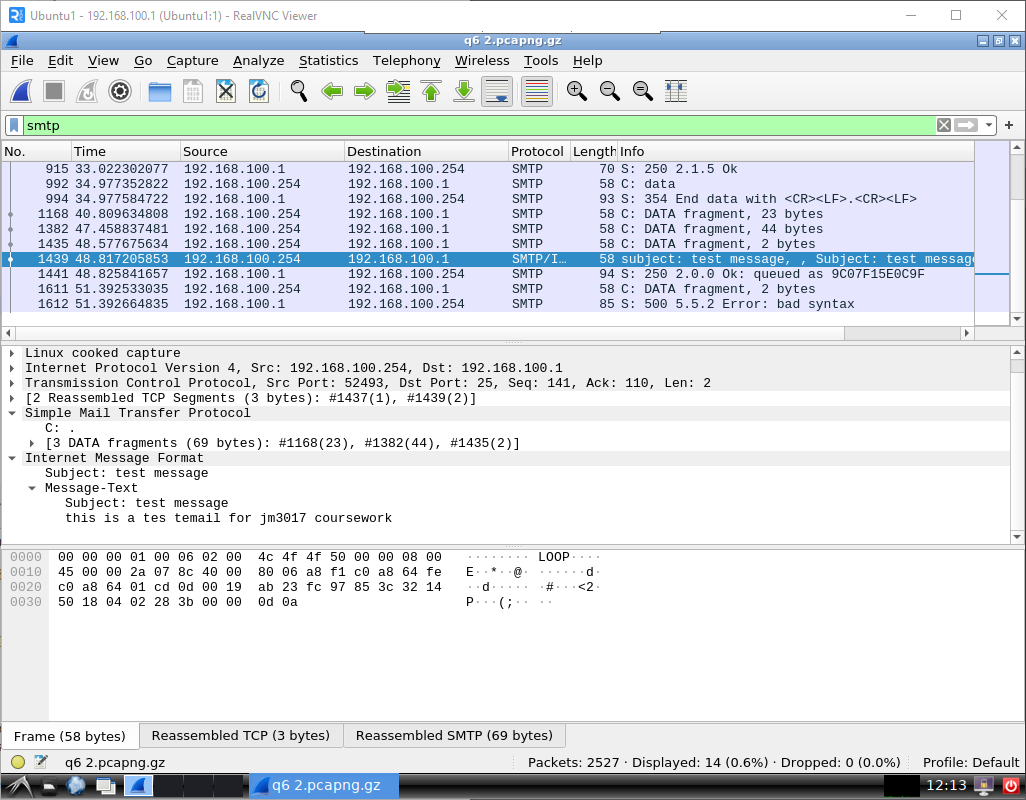 Ubuntu1 - 192.168.100.1 (Ubuntu1:1) - RealVNC Viewer
q6 2.pcapng.gz
File Edit View Go Capture Analyze Statistics Telephony Wireless Tools Help
smtp
No. Time Source Destination Protocol Length Info
915 33.022302077 192.168.100.1 192.168.100.254 SMTP 70 S: 250 2.1.5 Ok
992 34.977352822 192.168.100.254 192.168.100.1 SMTP 58 C: data
994 34.977584722 192.168.100.1 192.168.100.254 SMTP 93 S: 354 End data with <CR><LF>.<CR><LF>
1168 40.809634808 192.168.100.254 192.168.100.1 SMTP 58 C: DATA fragment, 23 bytes
1382 47.458837481 192.168.100.254 192.168.100.1 SMTP 58 C: DATA fragment, 44 bytes
1435 48.577675634 192.168.100.254 192.168.100.1 SMTP 58 C: DATA fragment, 2 bytes
1439 48.817205853 192.168.100.254 192.168.100.1 SMTP/I… 58 subject: test message, , Subject: test message
1441 48.825841657 192.168.100.1 192.168.100.254 SMTP 94 S: 250 2.0.0 Ok: queued as 9C07F15E0C9F
1611 51.392533035 192.168.100.254 192.168.100.1 SMTP 58 C: DATA fragment, 2 bytes
1612 51.392664835 192.168.100.1 192.168.100.254 SMTP 85 S: 500 5.5.2 Error: bad syntax
Linux cooked capture
Internet Protocol Version 4, Src: 192.168.100.254, Dst: 192.168.100.1
Transmission Control Protocol, Src Port: 52493, Dst Port: 25, Seq: 141, Ack: 110, Len: 2
[2 Reassembled TCP Segments (3 bytes): #1437(1), #1439(2)]
Simple Mail Transfer Protocol
C: .
[3 DATA fragments (69 bytes): #1168(23), #1382(44), #1435(2)]
Internet Message Format
Subject: test message
Message-Text
Subject: test message
this is a tes temail for jm3017 coursework
0000 00 00 00 01 00 06 02 00 4c 4f 4f 50 00 00 08 00 ········ LOOP····
0010 45 00 00 2a 07 8c 40 00 80 06 a8 f1 c0 a8 64 fe E··*··@· ······d·
0020 c0 a8 64 01 cd 0d 00 19 ab 23 fc 97 85 3c 32 14 ··d····· ·#···<2·
0030 50 18 04 02 28 3b 00 00 0d 0a P···(;·· ··
Frame (58 bytes) Reassembled TCP (3 bytes) Reassembled SMTP (69 bytes)
q6 2.pcapng.gz Packets: 2527 · Displayed: 14 (0.6%) · Dropped: 0 (0.0%) Profile: Default
q6 2.pcapng.gz 12:13